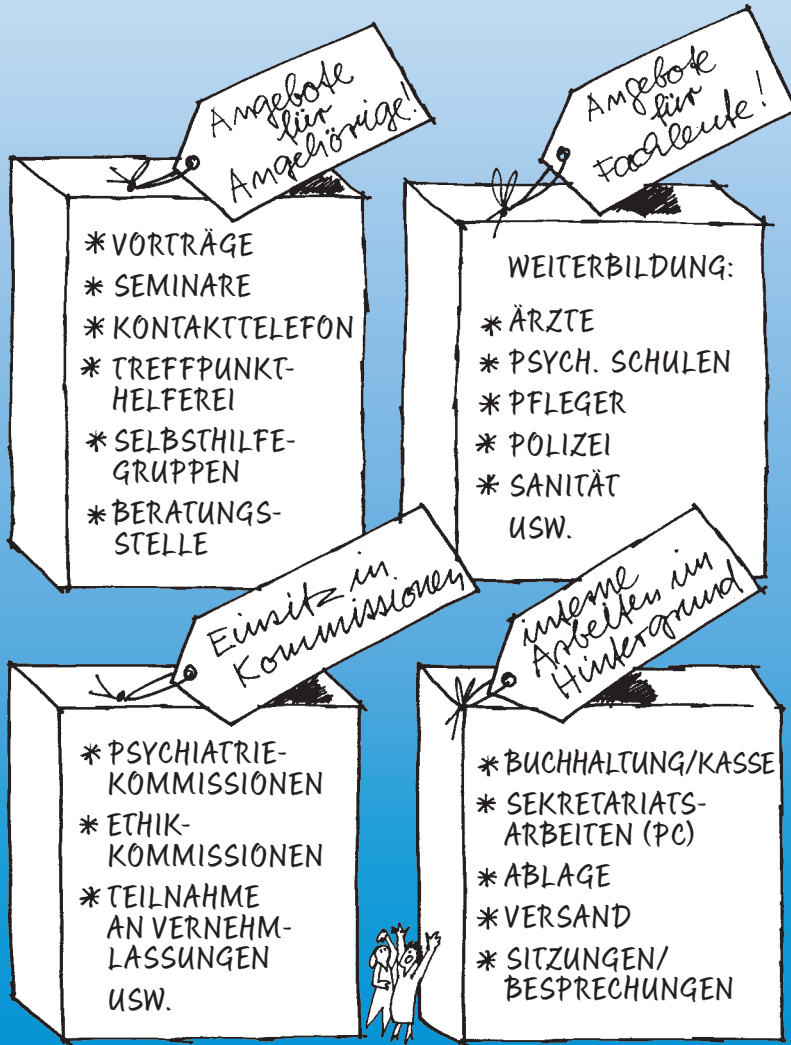 Angebote
für
Angehörige!
* VORTRÄGE
* SEMINARE
* KONTAKTTELEFON
* TREFFPUNKT-
HELFEREI
* SELBSTHILFE-
GRUPPEN
* BERATUNGS-
STELLE
Angebote
für
Fachleute!
WEITERBILDUNG:
* ÄRZTE
* PSYCH. SCHULEN
* PFLEGER
* POLIZEI
* SANITÄT
USW.
Einsitz in
Kommissionen
* PSYCHIATRIE-
KOMMISSIONEN
* ETHIK-
KOMMISSIONEN
* TEILNAHME
AN VERNEHM-
LASSUNGEN
USW.
interne
Arbeiten im
Hintergrund
* BUCHHALTUNG/KASSE
* SEKRETARIATS-
ARBEITEN (PC)
* ABLAGE
* VERSAND
* SITZUNGEN/
BESPRECHUNGEN